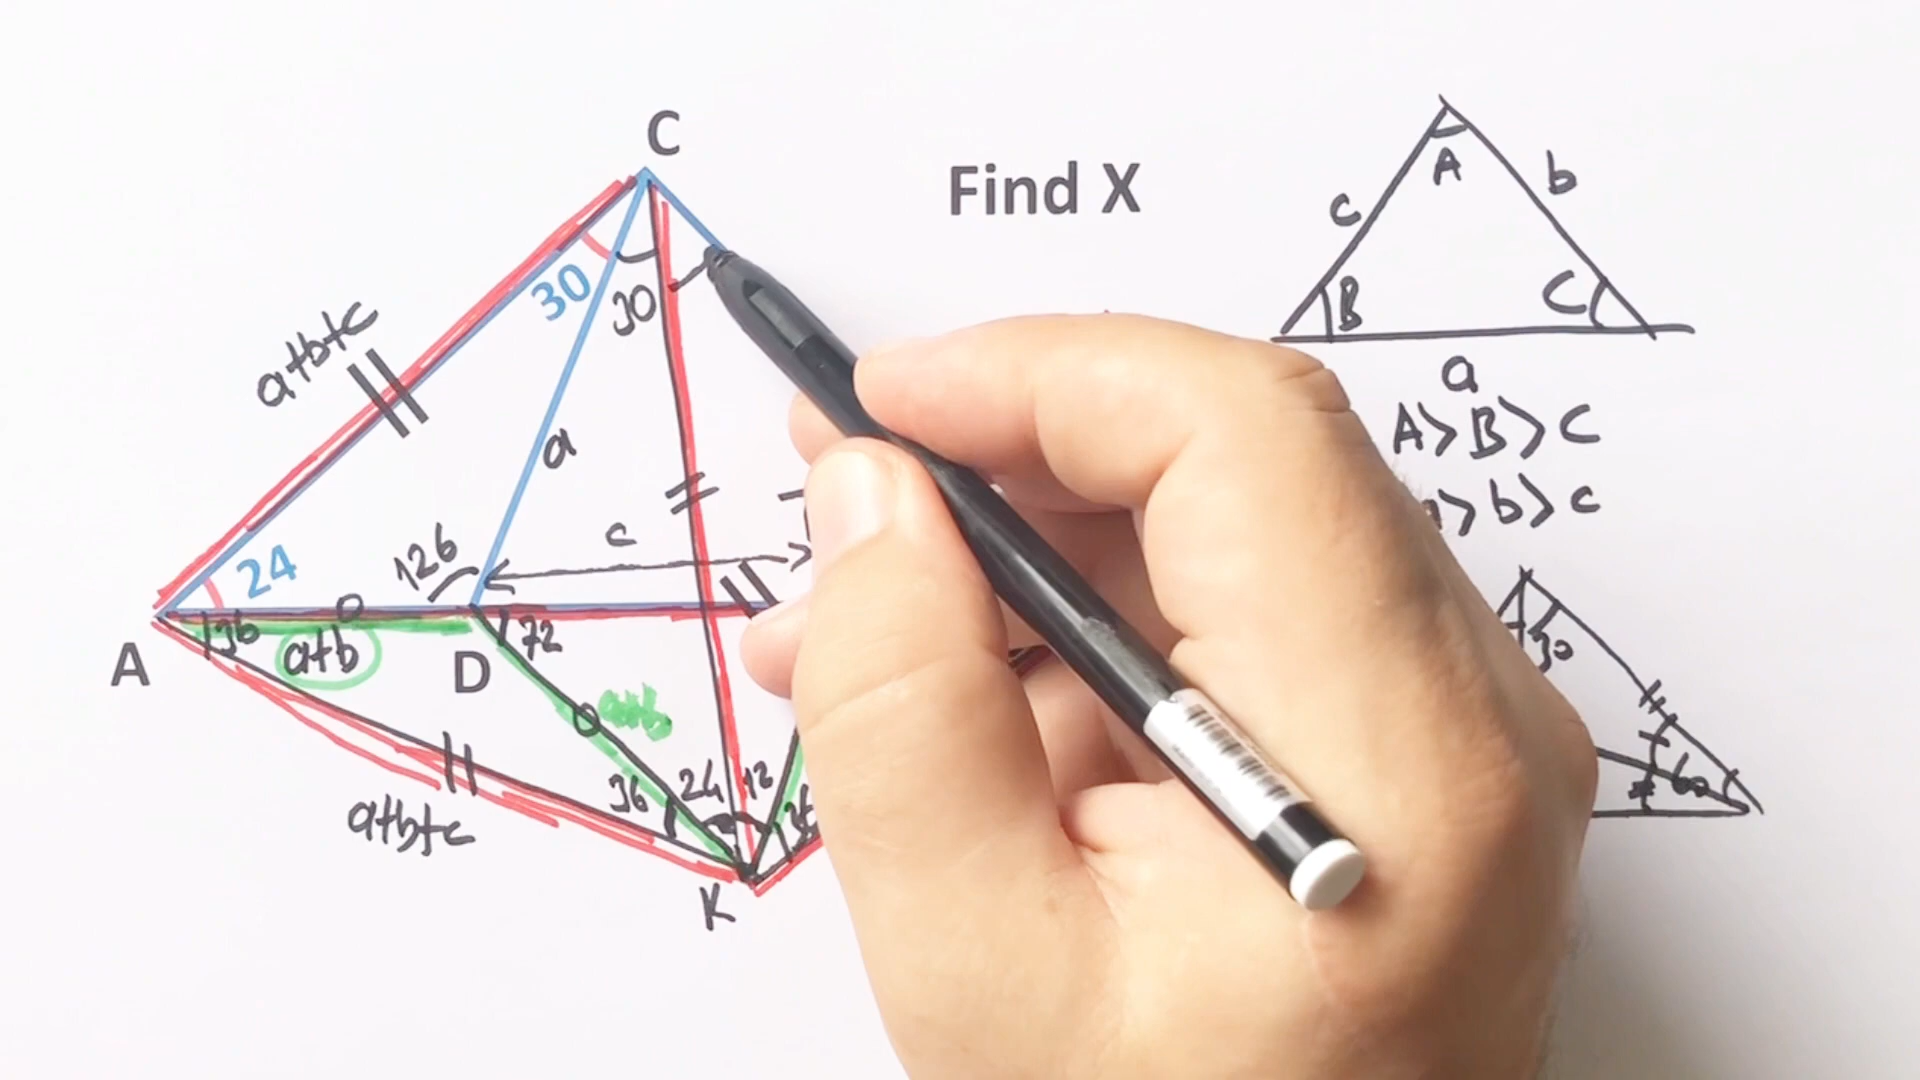 C
Find X
A
b
c
B
C
a
A>B>C
>b>c
30
30
a+b+c
a
c
126
24
36
a+b
A
D
72
a+b
36
24
12
a+b+c
K
30
60
x